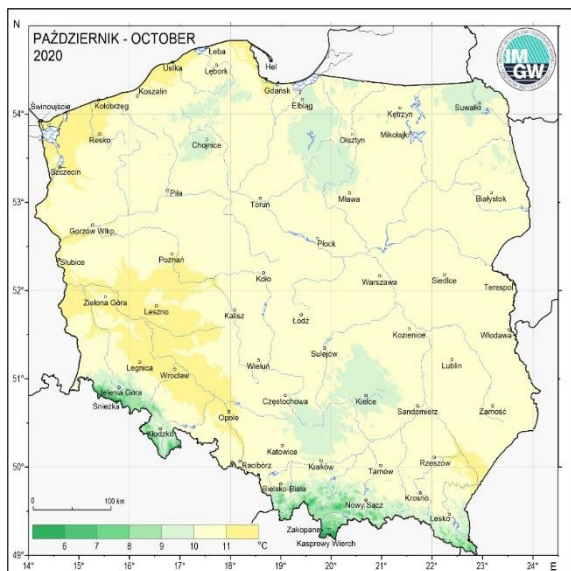 N
PAŹDZIERNIK - OCTOBER
2020
IM
GW
Łeba
Ustka
Lębork
Hel
Koszalin
Gdańsk
Świnoujście
Kołobrzeg
Elbląg
Kętrzyn
Suwałki
54°
Resko
Chojnice
Olsztyn
Mikołajki
Szczecin
Piła
Mława
Białystok
53°
Toruń
Gorzów Wlkp.
Płock
Słubice
Poznań
Koło
Warszawa
Siedlce
Terespol
52°
Zielona Góra
Leszno
Kalisz
Łódź
Kozienice
Włodawa
Sulejów
Legnica
Wrocław
Wieluń
Lublin
51°
Jelenia Góra
Śnieżka
Częstochowa
Kielce
Sandomierz
Zamość
Opole
Kłodzko
Katowice
50°
Racibórz
Kraków
Tarnów
Rzeszów
Bielsko-Biała
Nowy Sącz
Krosno
Lesko
0 100 km
Zakopane
Kasprowy Wierch
6 7 8 9 10 11 °C
49°
14° 15° 16° 17° 18° 19° 20° 21° 22° 23° E